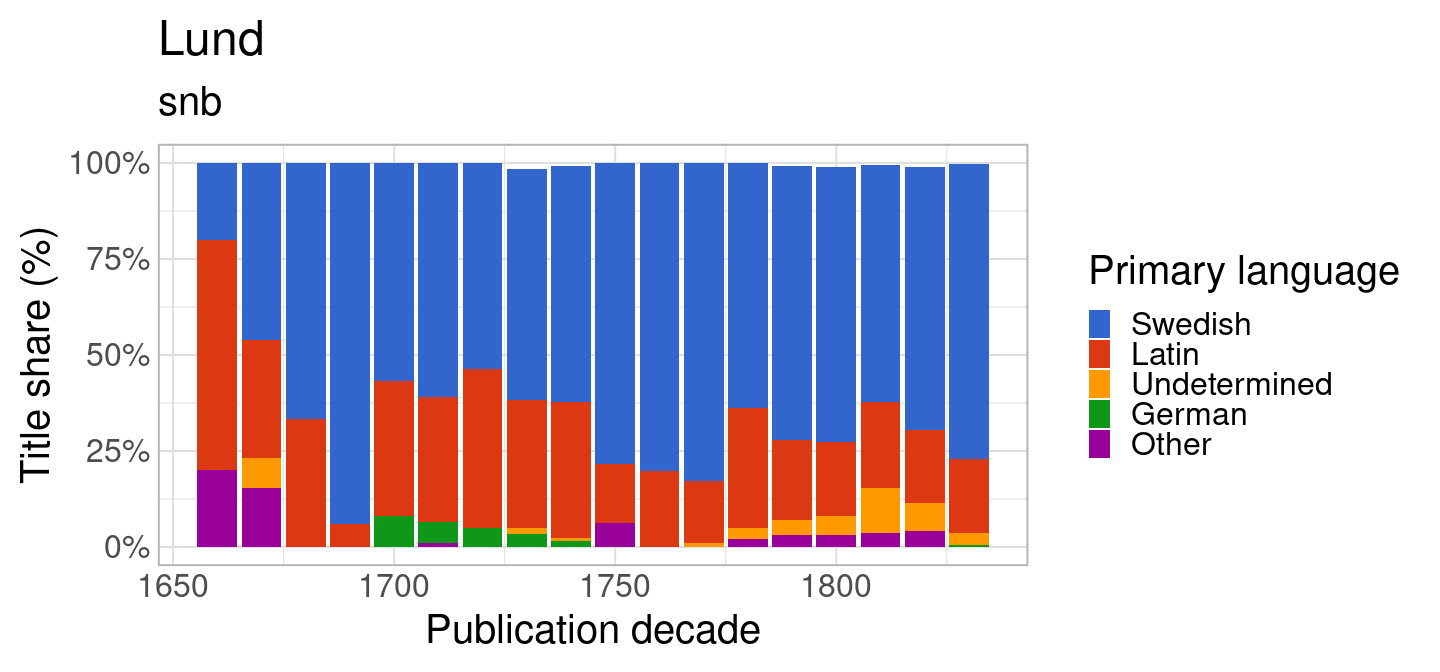 Lund
snb
100%
75%
50%
25%
0%
Title share (%)
1650 1700 1750 1800
Publication decade
Primary language
Swedish
Latin
Undetermined
German
Other